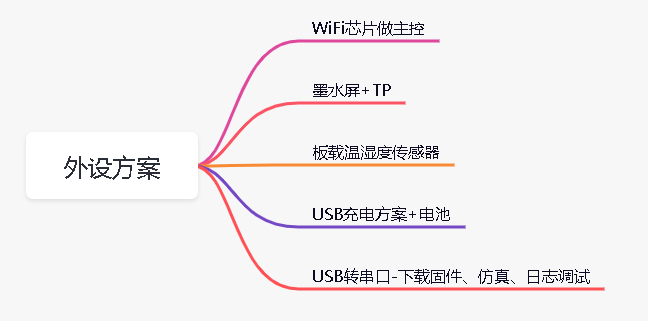 外设方案
WiFi芯片做主控
墨水屏+TP
板载温湿度传感器
USB充电方案+电池
USB转串口-下载固件、仿真、日志调试